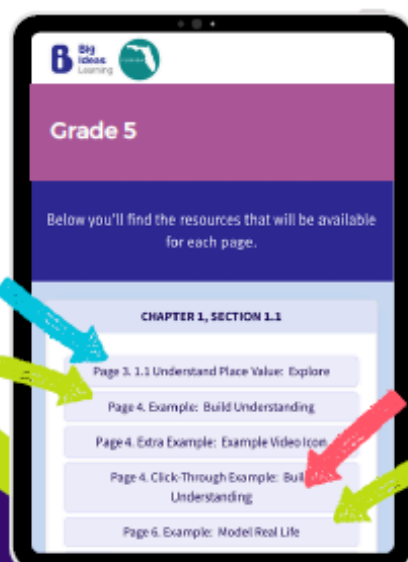 Big
Ideas
Learning
Grade 5
Below you'll find the resources that will be available
for each page.
CHAPTER 1, SECTION 1.1
Page 3. 1.1 Understand Place Value: Explore
Page 4. Example: Build Understanding
Page 4. Extra Example: Example Video Icon
Page 4. Click-Through Example:
Understanding
Page 6. Example: Model Real Life